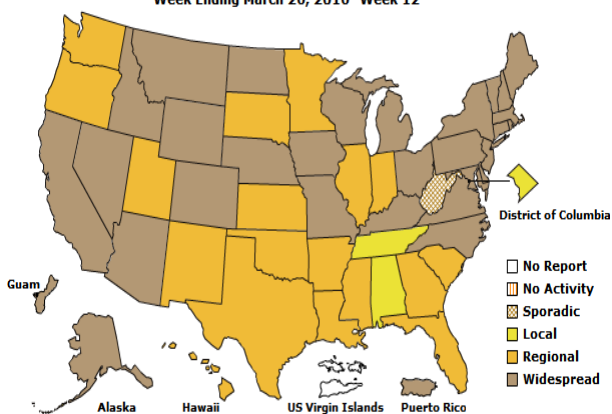 Week Ending March 26, 2016- Week 12
District of Columbia
Guam
No Report
No Activity
Sporadic
Local
Regional
Widespread
Alaska
Hawaii
US Virgin Islands
Puerto Rico